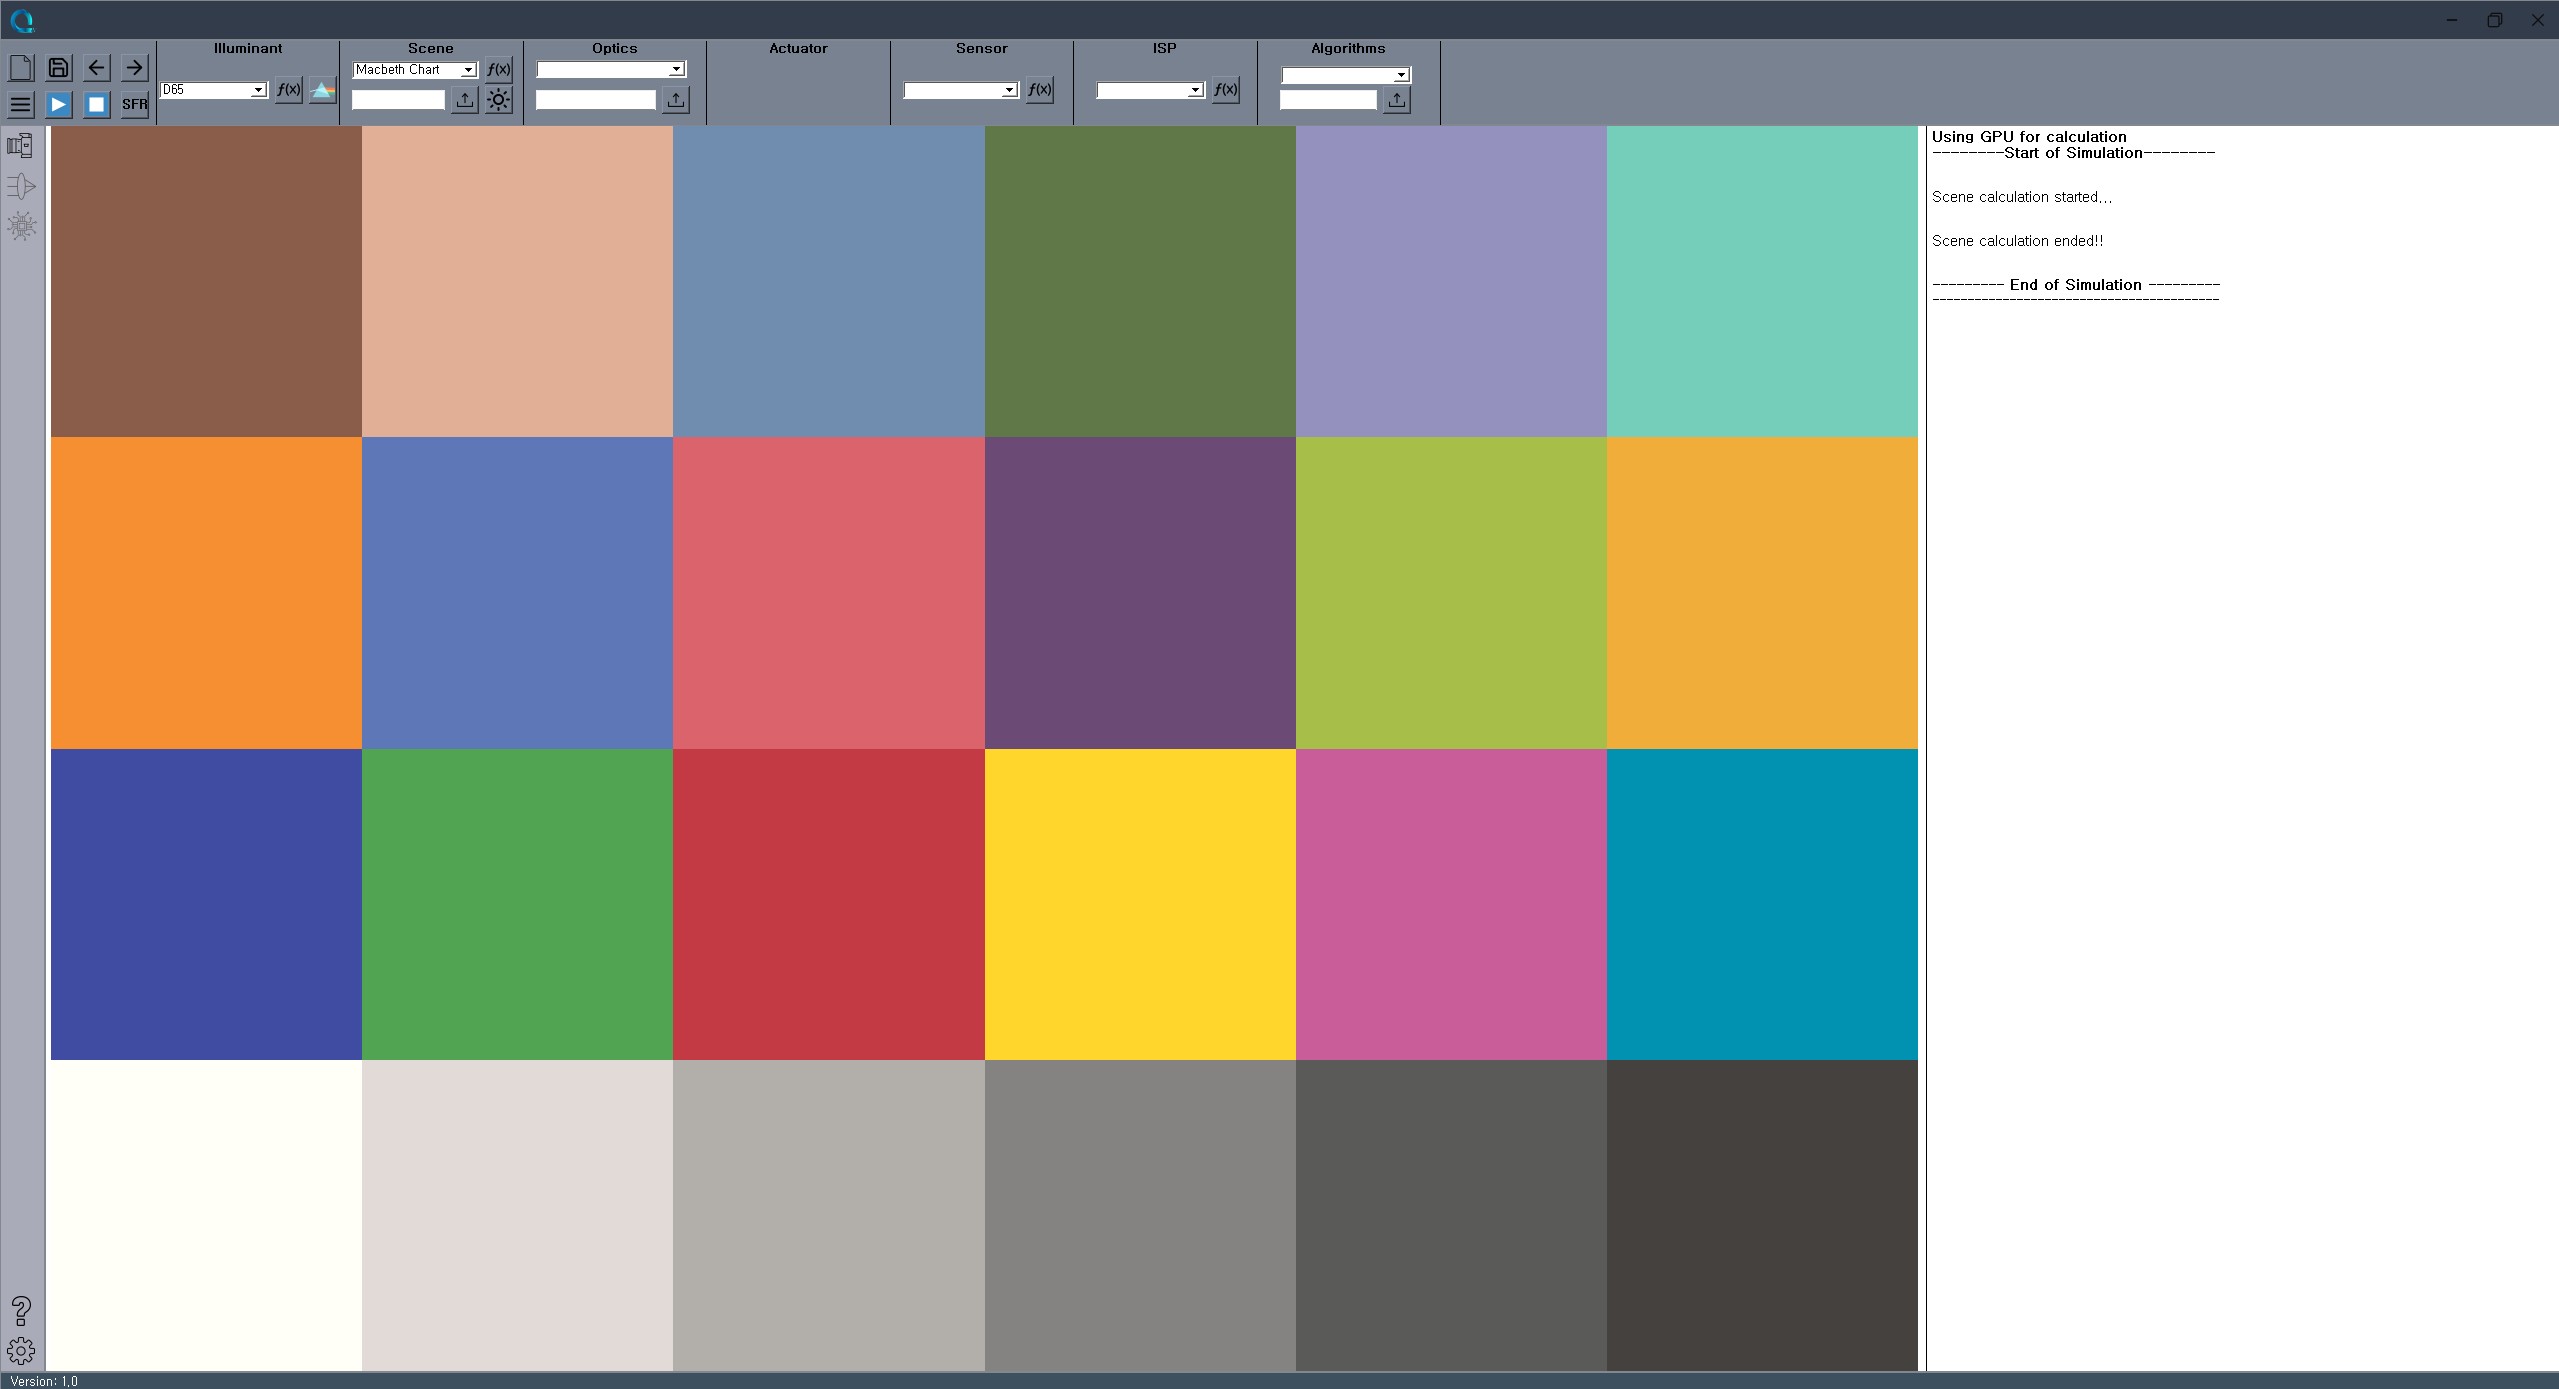 Illuminant
Scene
Optics
Actuator
Sensor
ISP
Algorithms
Macbeth Chart
f(x)
D65
f(x)
f(x)
f(x)
SFR
Using GPU for calculation
--------Start of Simulation--------
Scene calculation started...
Scene calculation ended!!
--------- End of Simulation ---------
-----------------------------------------
Version: 1.0